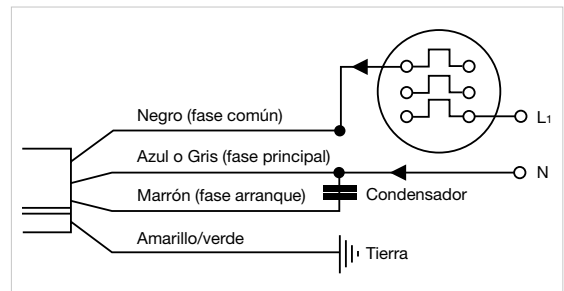 Negro (fase común)
L1
Azul o Gris (fase principal)
N
Marrón (fase arranque)
Condensador
Amarillo/verde
Tierra